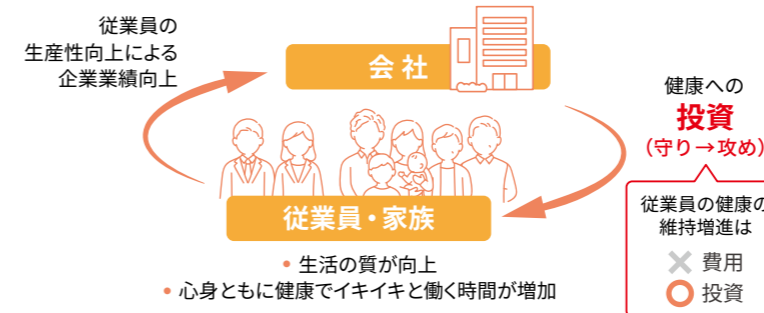 従業員の
生産性向上による
企業業績向上
会社
健康への
投資
（守り→攻め）
従業員・家族
従業員の健康の
維持増進は
✕ 費用
○ 投資
• 生活の質が向上
• 心身ともに健康でイキイキと働く時間が増加